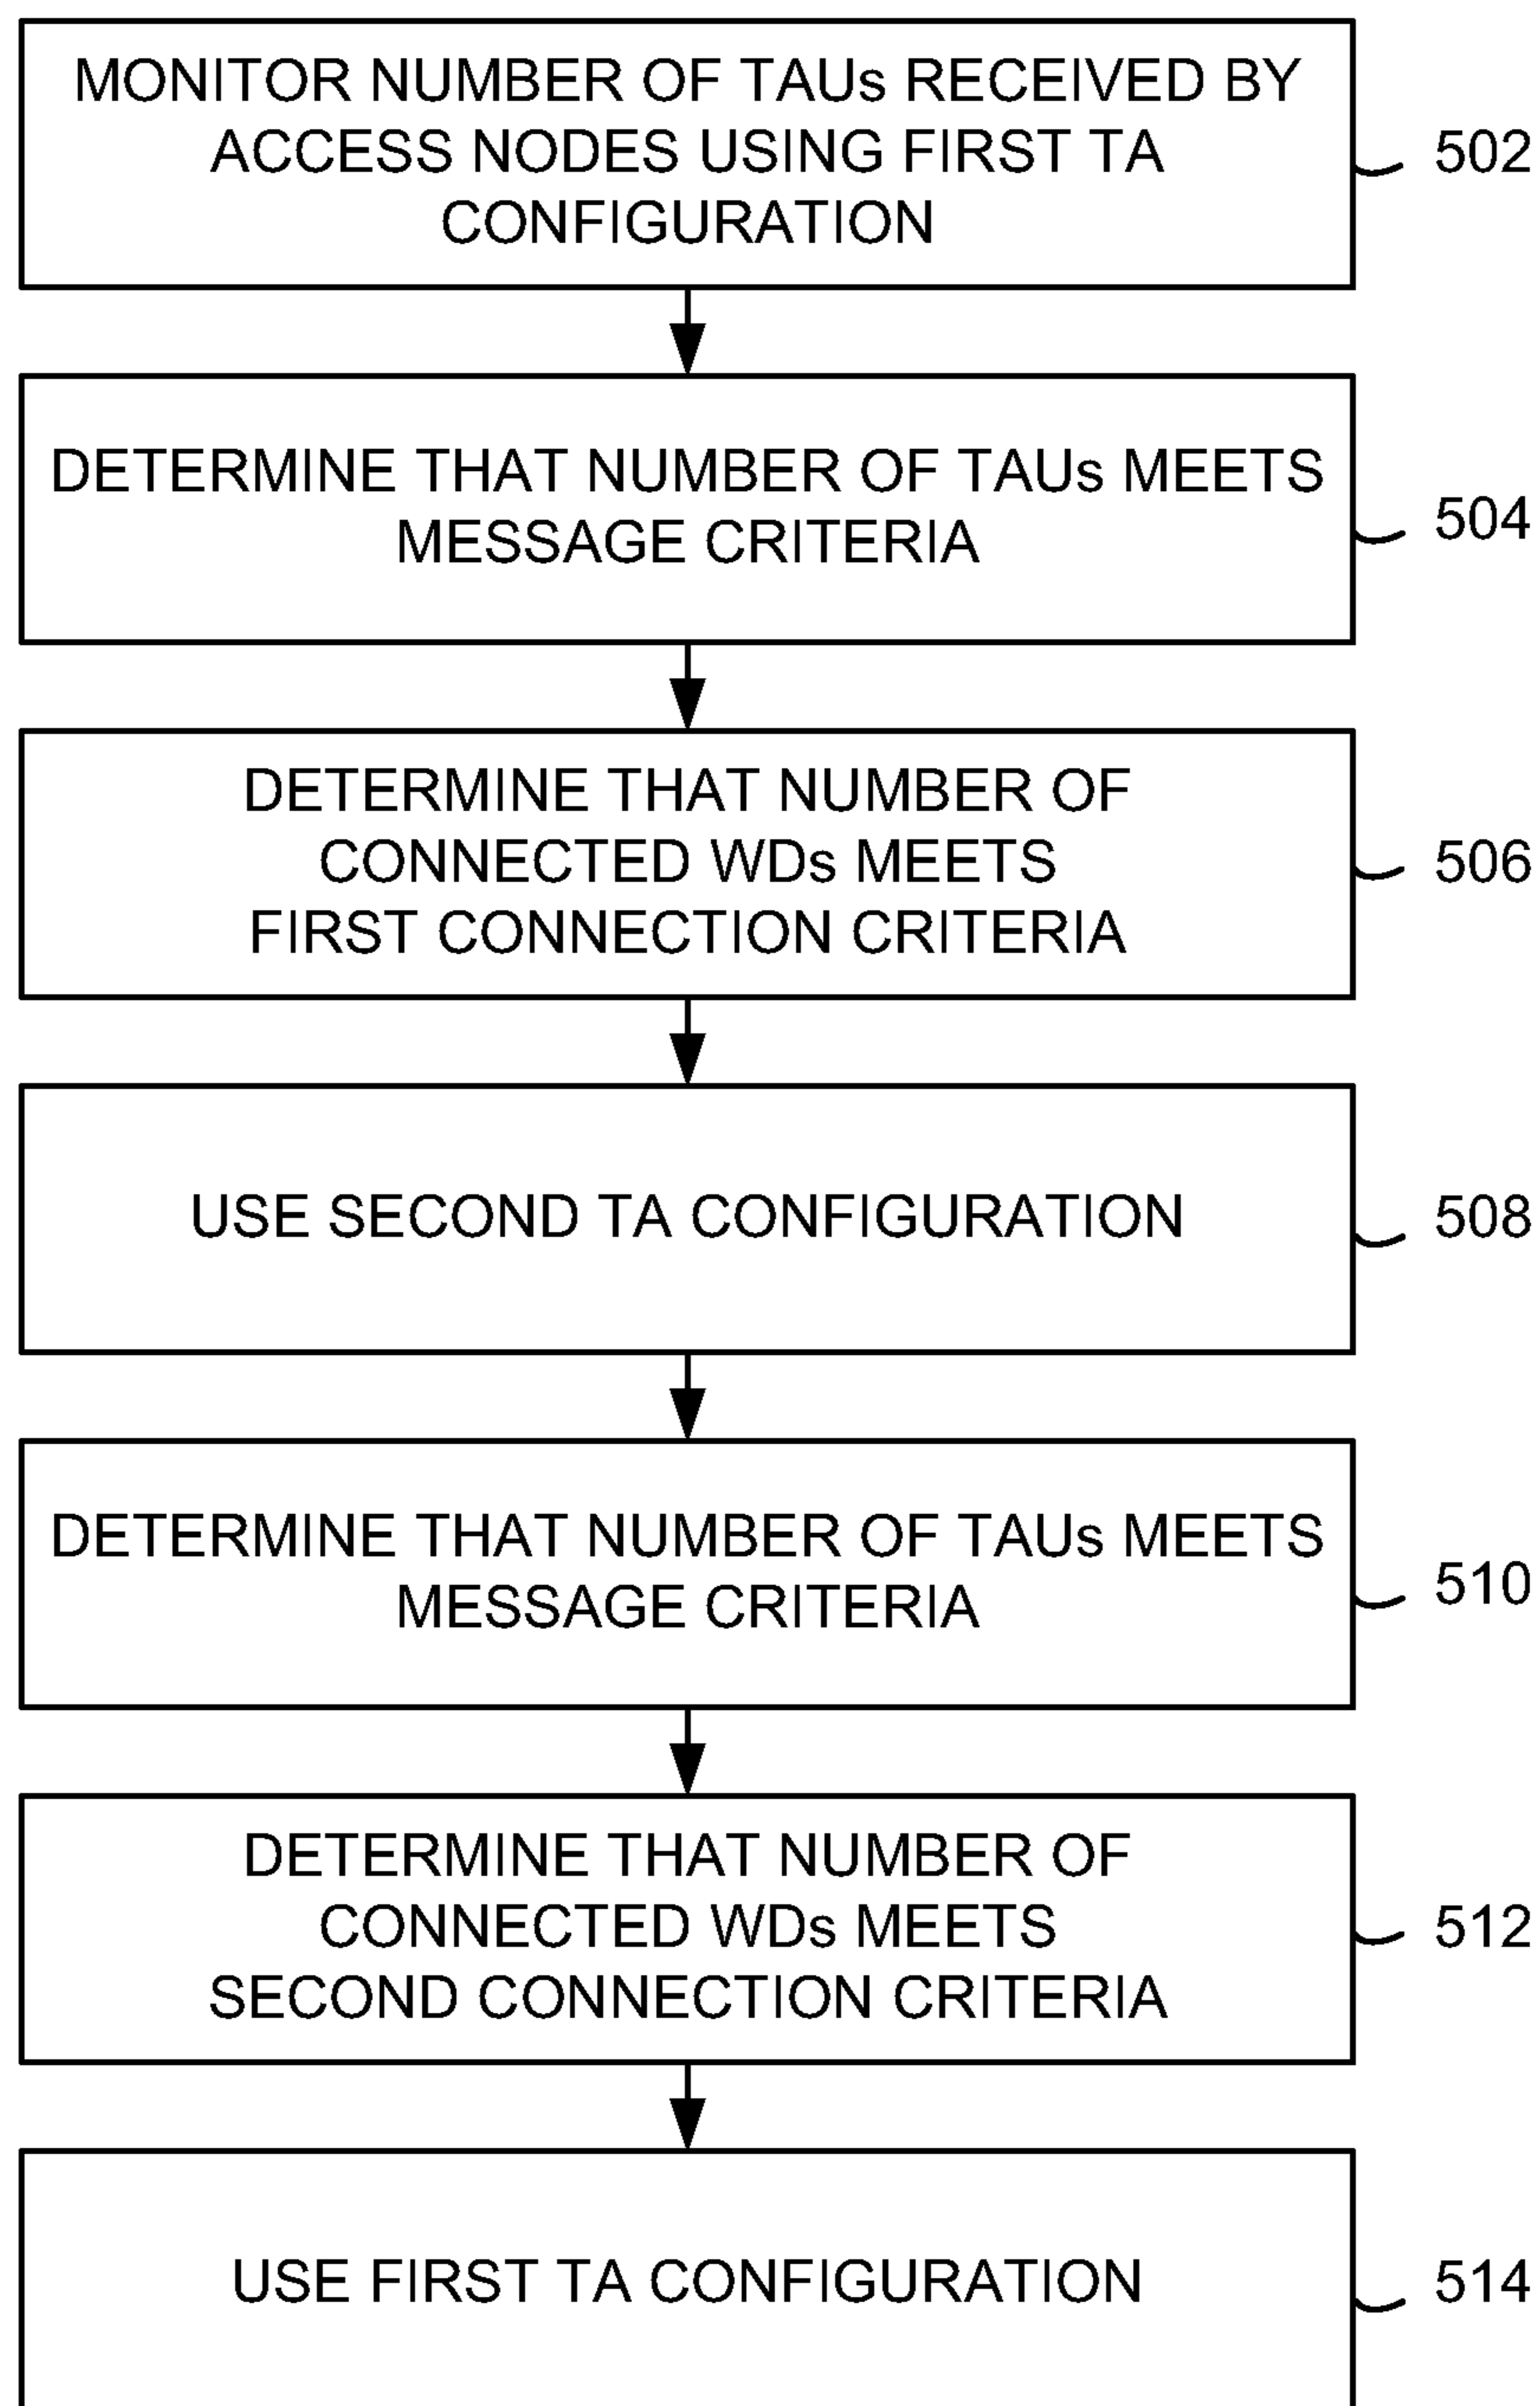 MONITOR NUMBER OF TAUs RECEIVED BY
ACCESS NODES USING FIRST TA
CONFIGURATION
502
DETERMINE THAT NUMBER OF TAUs MEETS
MESSAGE CRITERIA
504
DETERMINE THAT NUMBER OF
CONNECTED WDs MEETS
FIRST CONNECTION CRITERIA
506
USE SECOND TA CONFIGURATION
508
DETERMINE THAT NUMBER OF TAUs MEETS
MESSAGE CRITERIA
510
DETERMINE THAT NUMBER OF
CONNECTED WDs MEETS
SECOND CONNECTION CRITERIA
512
USE FIRST TA CONFIGURATION
514